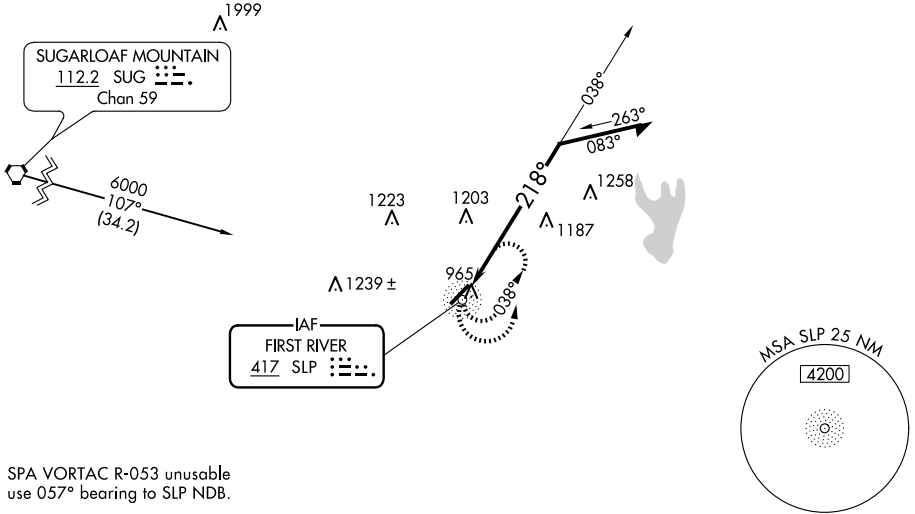 1999
SUGARLOAF MOUNTAIN
112.2 SUG
Chan 59
6000
107°
(34.2)
038°
263°
083°
218°
1258
1223
1203
1187
1239 ±
965
038°
IAF
FIRST RIVER
417 SLP
MSA SLP 25 NM
4200
SPA VORTAC R-053 unusable
use 057° bearing to SLP NDB.